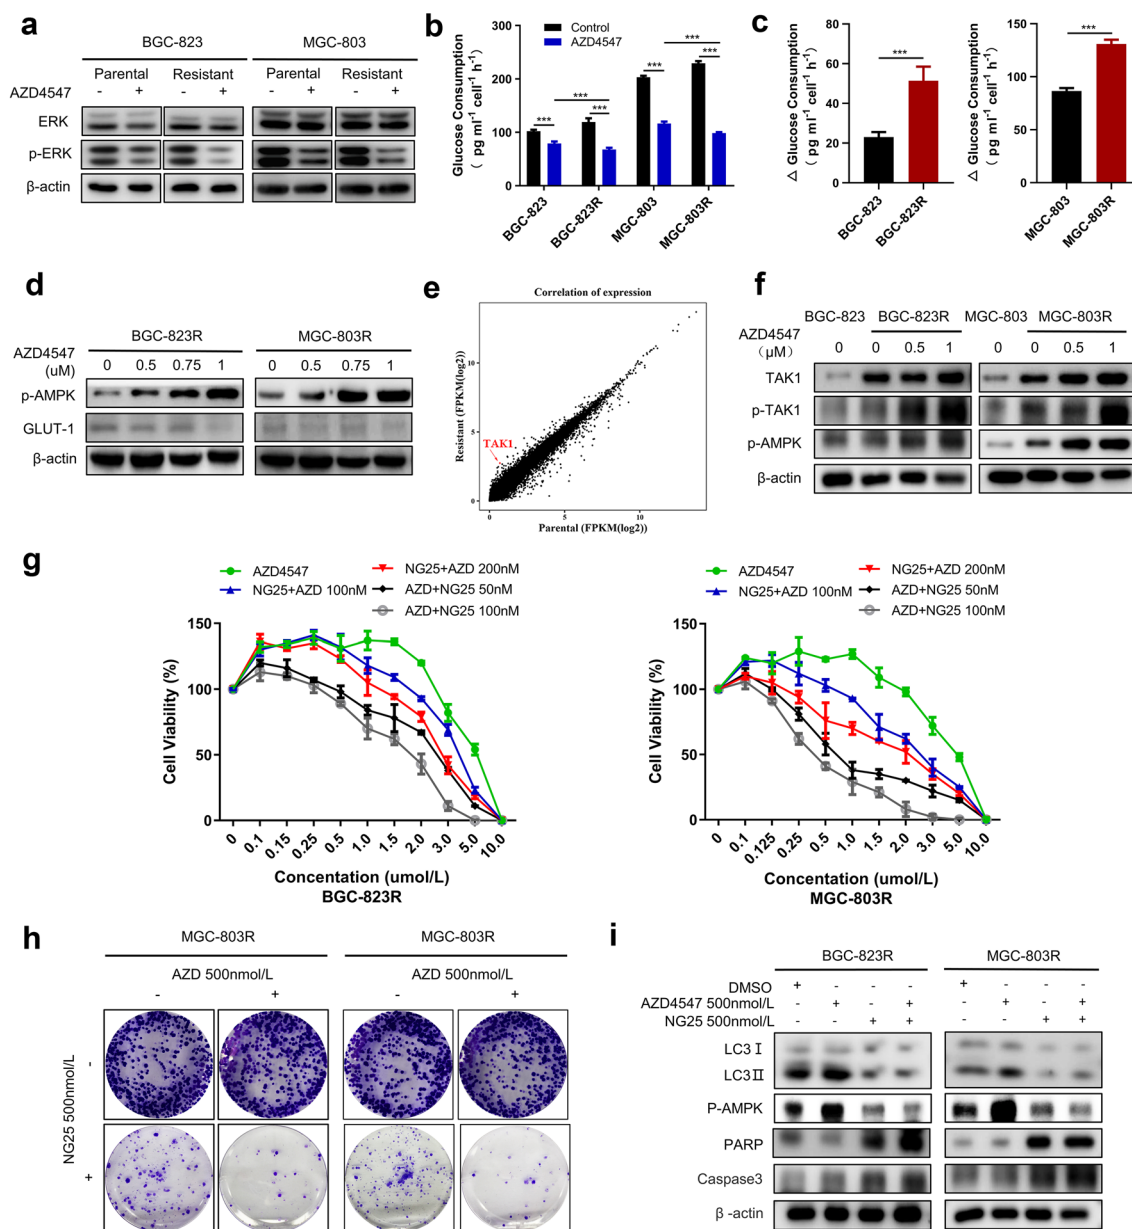 a
BGC-823 MGC-803
Parental Resistant Parental Resistant
AZD4547 - + - + - + - +
ERK
p-ERK
β-actin
b
Control
AZD4547
Glucose Consumption
( pg ml⁻¹ cell⁻¹ h⁻¹)
300
200
100
0
*** *** *** *** *** ***
BGC-823 BGC-823R MGC-803 MGC-803R
c
△ Glucose Consumption
( pg ml⁻¹ cell⁻¹ h⁻¹)
150
100
50
0
***
BGC-823 BGC-823R
△ Glucose Consumption
( pg ml⁻¹ cell⁻¹ h⁻¹)
150
100
50
0
***
MGC-803 MGC-803R
d
BGC-823R MGC-803R
AZD4547
(uM)
0 0.5 0.75 1 0 0.5 0.75 1
p-AMPK
GLUT-1
β-actin
e
Correlation of expression
Resistant (FPKM(log2))
10
5
0
TAK1
0 5 10
Parental (FPKM(log2))
f
BGC-823 BGC-823R MGC-803 MGC-803R
AZD4547
(μM)
0 0 0.5 1 0 0 0.5 1
TAK1
p-TAK1
p-AMPK
β-actin
g
AZD4547
NG25+AZD 100nM
NG25+AZD 200nM
AZD+NG25 50nM
AZD+NG25 100nM
Cell Viability (%)
150
100
50
0
0 0.1 0.15 0.25 0.5 1.0 1.5 2.0 3.0 5.0 10.0
Concentation (umol/L)
BGC-823R
AZD4547
NG25+AZD 100nM
NG25+AZD 200nM
AZD+NG25 50nM
AZD+NG25 100nM
Cell Viability (%)
150
100
50
0
0 0.1 0.125 0.25 0.5 1.0 1.5 2.0 3.0 5.0 10.0
Concentation (umol/L)
MGC-803R
h
MGC-803R MGC-803R
AZD 500nmol/L AZD 500nmol/L
- + - +
NG25 500nmol/L
-
+
i
BGC-823R MGC-803R
DMSO + - - - + - - -
AZD4547 500nmol/L - + - + - + - +
NG25 500nmol/L - - + + - - + +
LC3 Ⅰ
LC3 Ⅱ
P-AMPK
PARP
Caspase3
β -actin